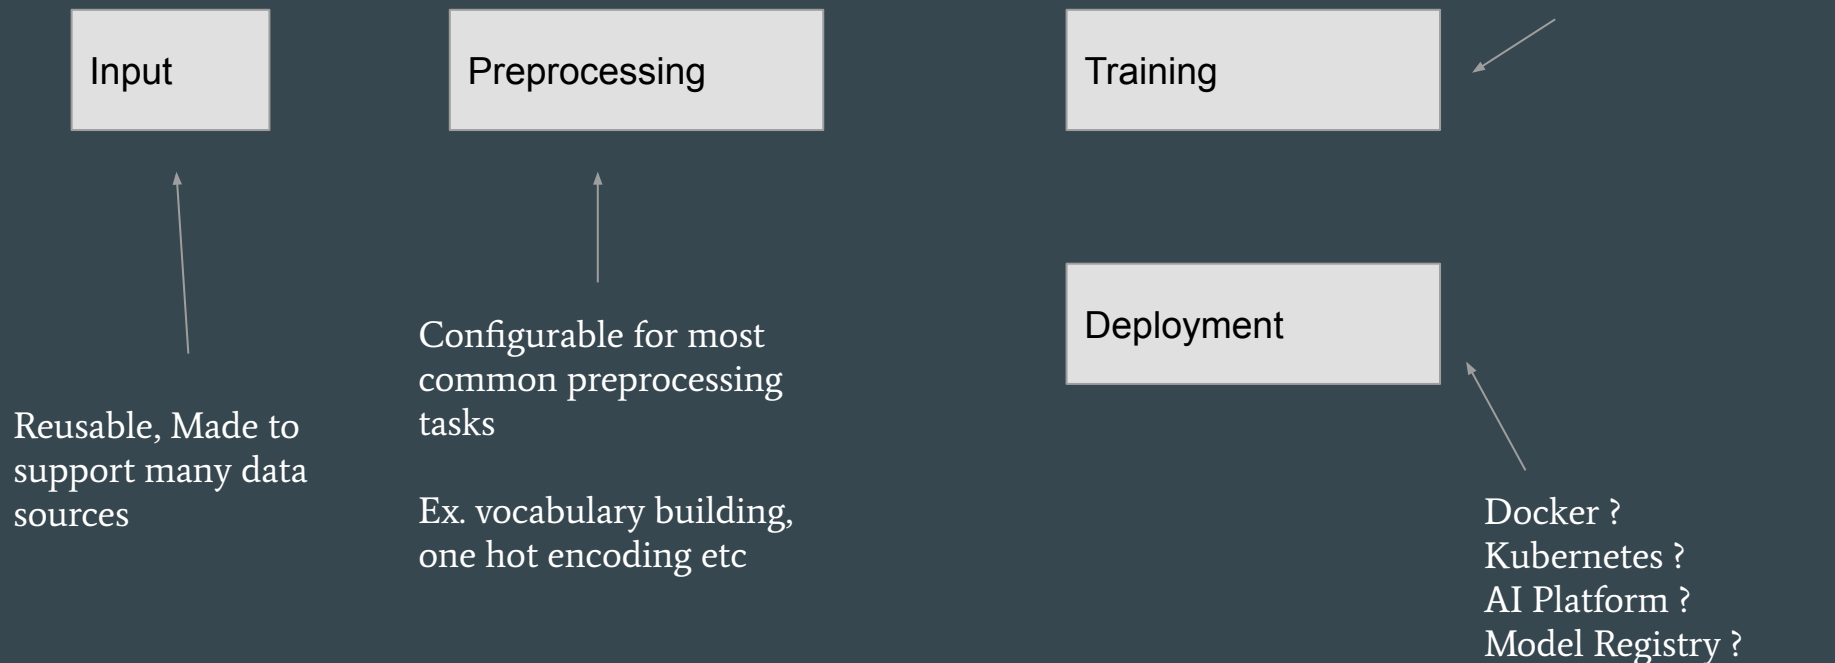 Input
Preprocessing
Training
Deployment
Reusable, Made to
support many data
sources
Configurable for most
common preprocessing
tasks
Ex. vocabulary building,
one hot encoding etc
Docker ?
Kubernetes ?
AI Platform ?
Model Registry ?